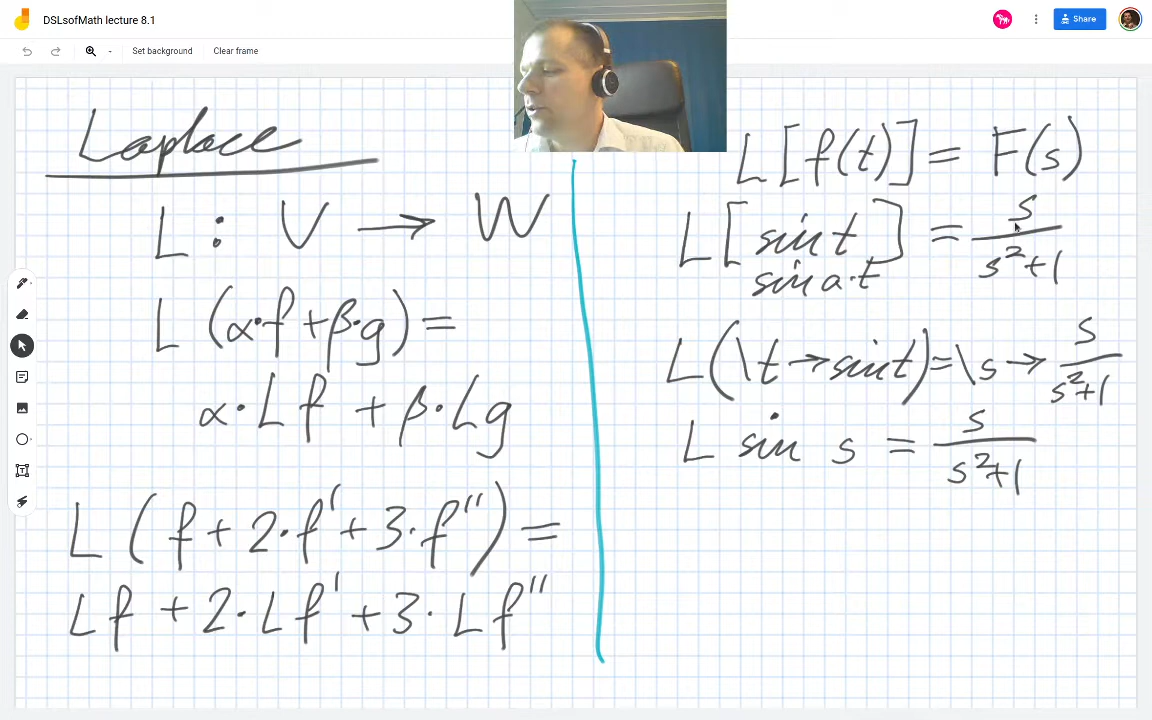 DSLsofMath lecture 8.1
Share
Set background
Clear frame
Laplace
L : V → W
L (α·f + β·g) =
α·Lf + β·Lg
L (f + 2·f' + 3·f'') =
Lf + 2·Lf' + 3·Lf''
L[f(t)] = F(s)
L[sin t] = s/(s²+1)
sin a·t
L(\t → sin t) = \s → s/(s²+1)
L sin s = s/(s²+1)